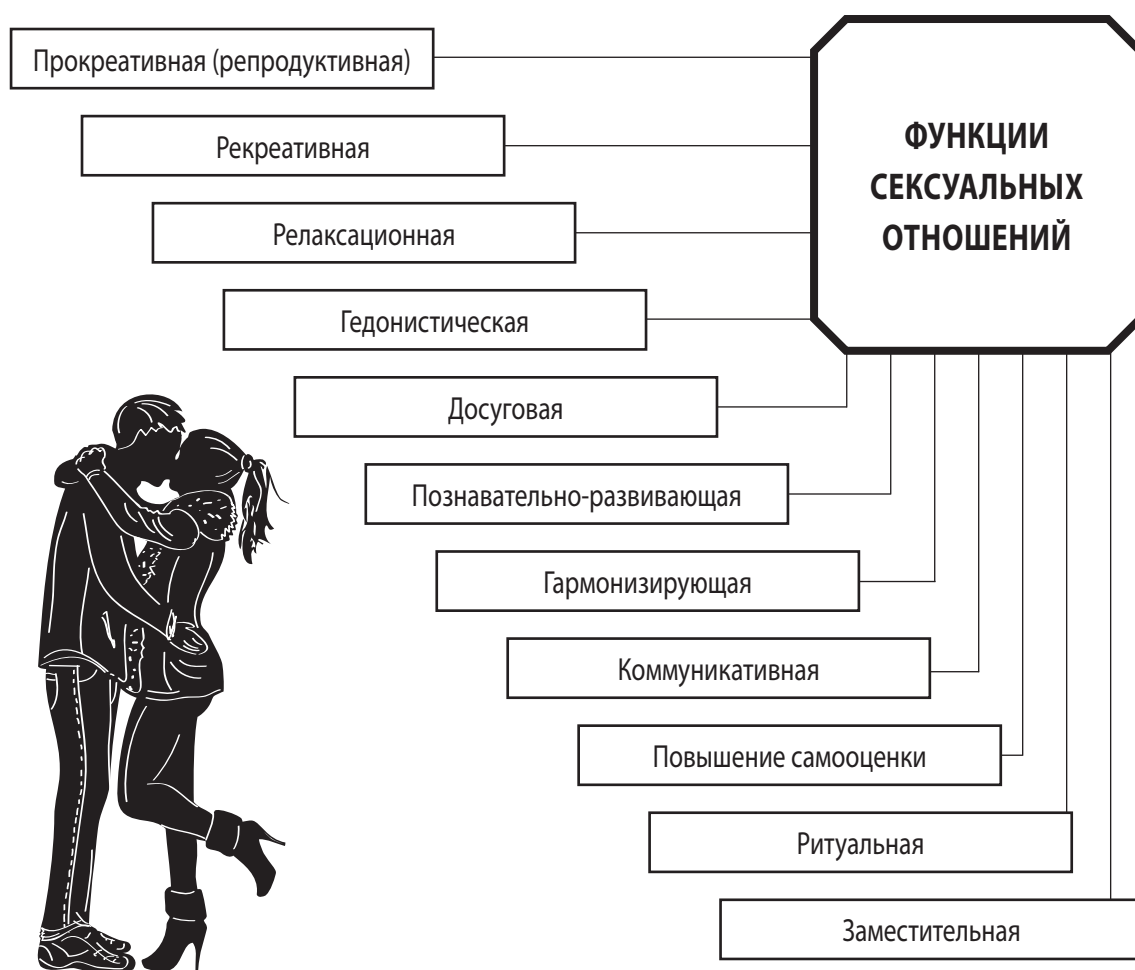 Прокреативная (репродуктивная)
ФУНКЦИИ
СЕКСУАЛЬНЫХ
ОТНОШЕНИЙ
Рекреативная
Релаксационная
Гедонистическая
Досуговая
Познавательно-развивающая
Гармонизирующая
Коммуникативная
Повышение самооценки
Ритуальная
Заместительная